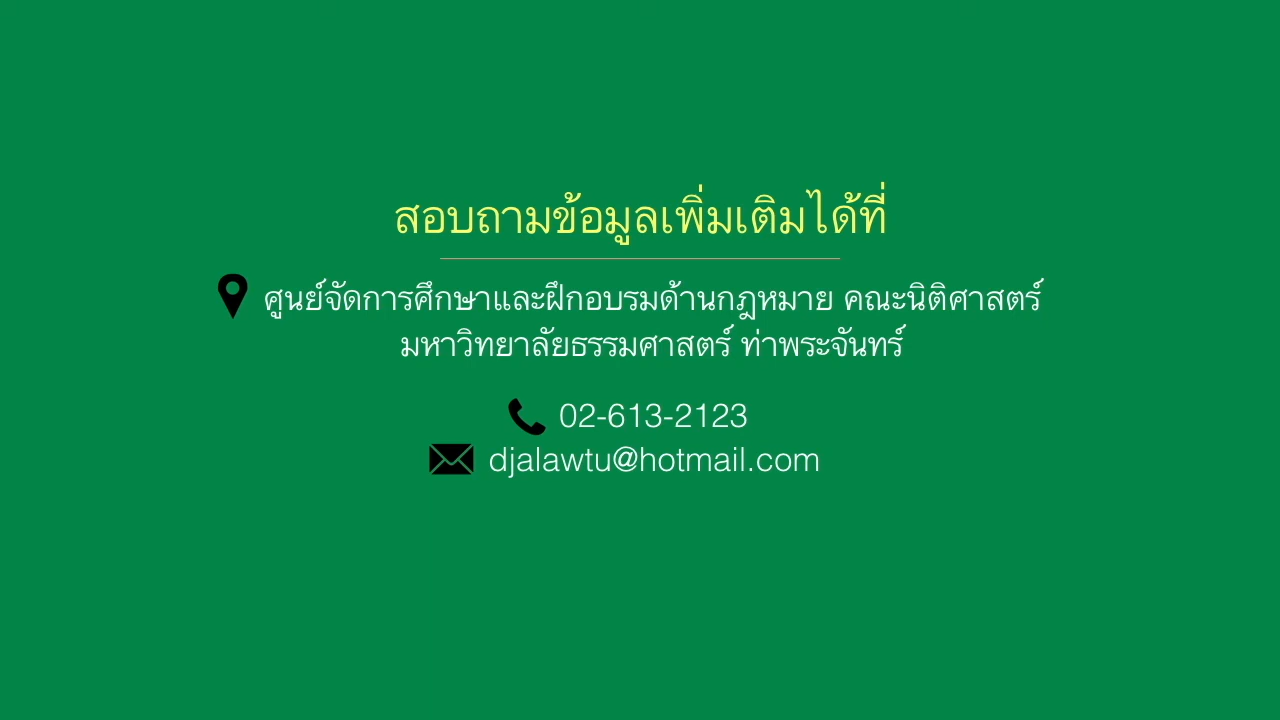 สอบถามข้อมูลเพิ่มเติมได้ที่
ศูนย์จัดการศึกษาและฝึกอบรมด้านกฎหมาย คณะนิติศาสตร์
มหาวิทยาลัยธรรมศาสตร์ ท่าพระจันทร์
02-613-2123
djalawtu@hotmail.com